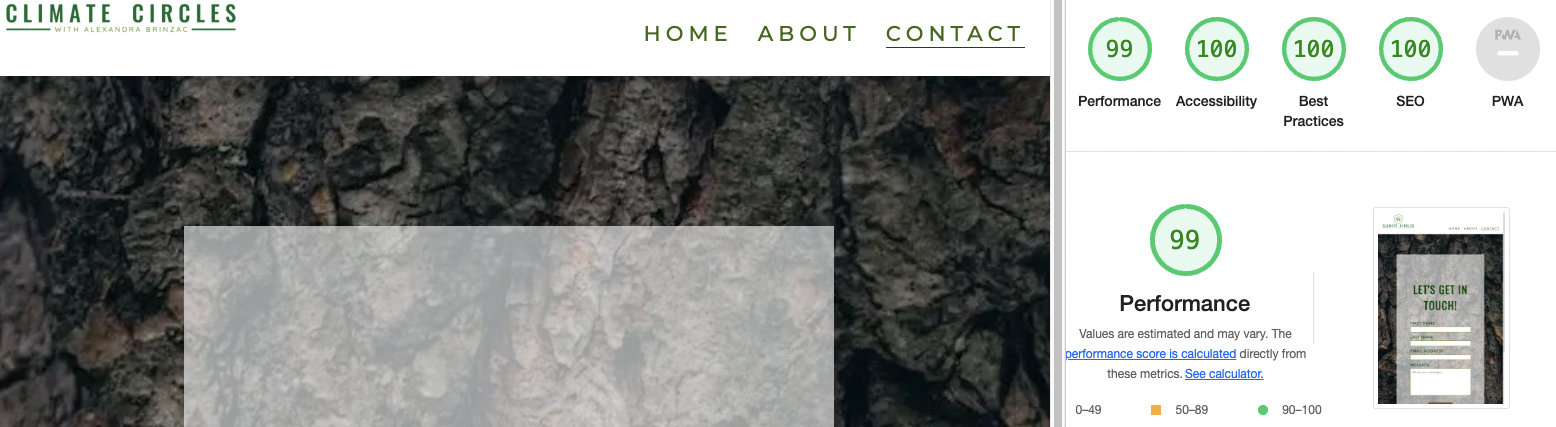 CLIMATE CIRCLES
WITH ALEXANDRA BRINZAC
HOME ABOUT CONTACT
99 100 100 100 PWA
Performance Accessibility Best Practices SEO PWA
99
Performance
Values are estimated and may vary. The
performance score is calculated directly from
these metrics. See calculator.
0–49 50–89 90–100
CLIMATE CIRCLES
HOME ABOUT CONTACT
LET'S GET IN
TOUCH!
FIRST NAME
LAST NAME
EMAIL ADDRESS
MESSAGE